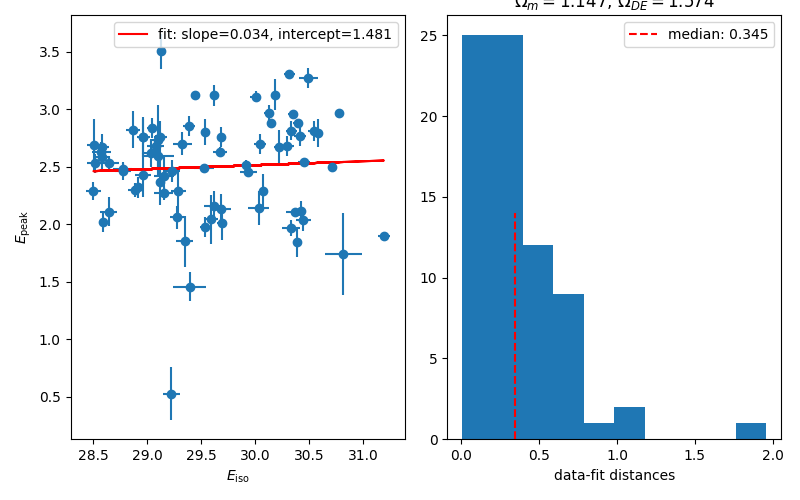 Ω_m = 1.147, Ω_DE = 1.574
fit: slope=0.034, intercept=1.481
median: 0.345
3.5
3.0
2.5
2.0
1.5
1.0
0.5
E_peak
28.5 29.0 29.5 30.0 30.5 31.0
E_iso
25
20
15
10
5
0
0.0 0.5 1.0 1.5 2.0
data-fit distances